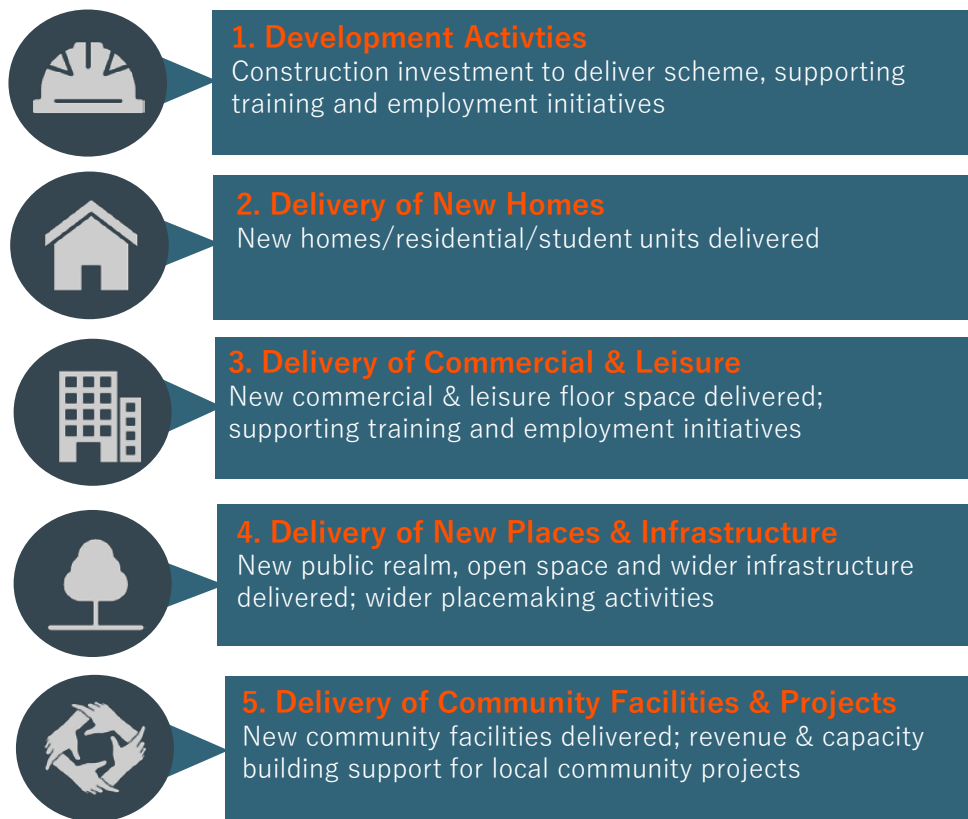 1. Development Activties
Construction investment to deliver scheme, supporting
training and employment initiatives
2. Delivery of New Homes
New homes/residential/student units delivered
3. Delivery of Commercial & Leisure
New commercial & leisure floor space delivered;
supporting training and employment initiatives
4. Delivery of New Places & Infrastructure
New public realm, open space and wider infrastructure
delivered; wider placemaking activities
5. Delivery of Community Facilities & Projects
New community facilities delivered; revenue & capacity
building support for local community projects